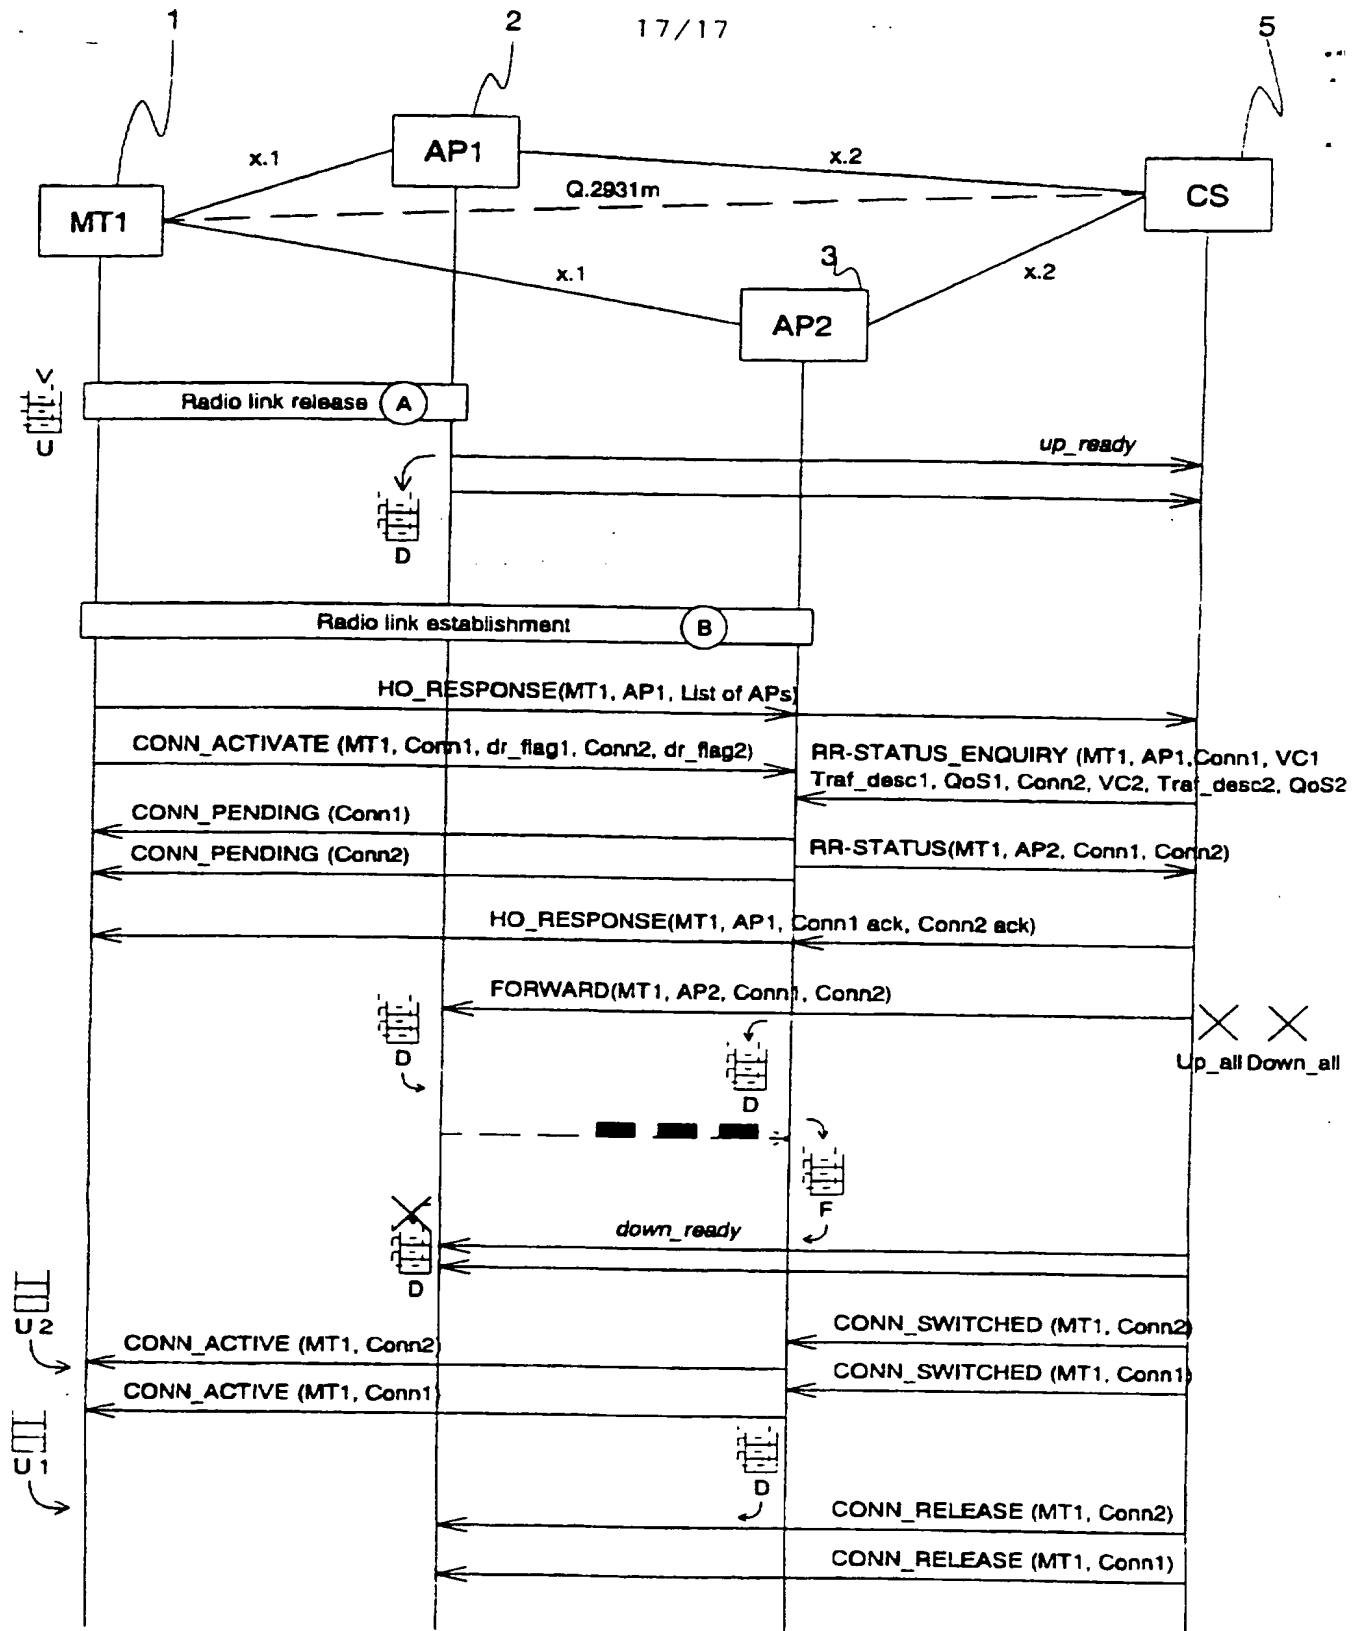 1
2
17/17
5
AP1
x.1
x.2
CS
Q.2931m
MT1
3
x.1
x.2
AP2
Radio link release A
U
up_ready
D
Radio link establishment B
HO_RESPONSE(MT1, AP1, List of APs)
CONN_ACTIVATE (MT1, Conn1, dr_flag1, Conn2, dr_flag2)
RR-STATUS_ENQUIRY (MT1, AP1,Conn1, VC1
Traf_desc1, QoS1, Conn2, VC2, Traf_desc2, QoS2
CONN_PENDING (Conn1)
CONN_PENDING (Conn2)
RR-STATUS(MT1, AP2, Conn1, Conn2)
HO_RESPONSE(MT1, AP1, Conn1 ack, Conn2 ack)
FORWARD(MT1, AP2, Conn1, Conn2)
D
Up_all Down_all
D
F
down_ready
D
U 2
CONN_SWITCHED (MT1, Conn2)
CONN_ACTIVE (MT1, Conn2)
CONN_SWITCHED (MT1, Conn1)
CONN_ACTIVE (MT1, Conn1)
U 1
D
CONN_RELEASE (MT1, Conn2)
CONN_RELEASE (MT1, Conn1)